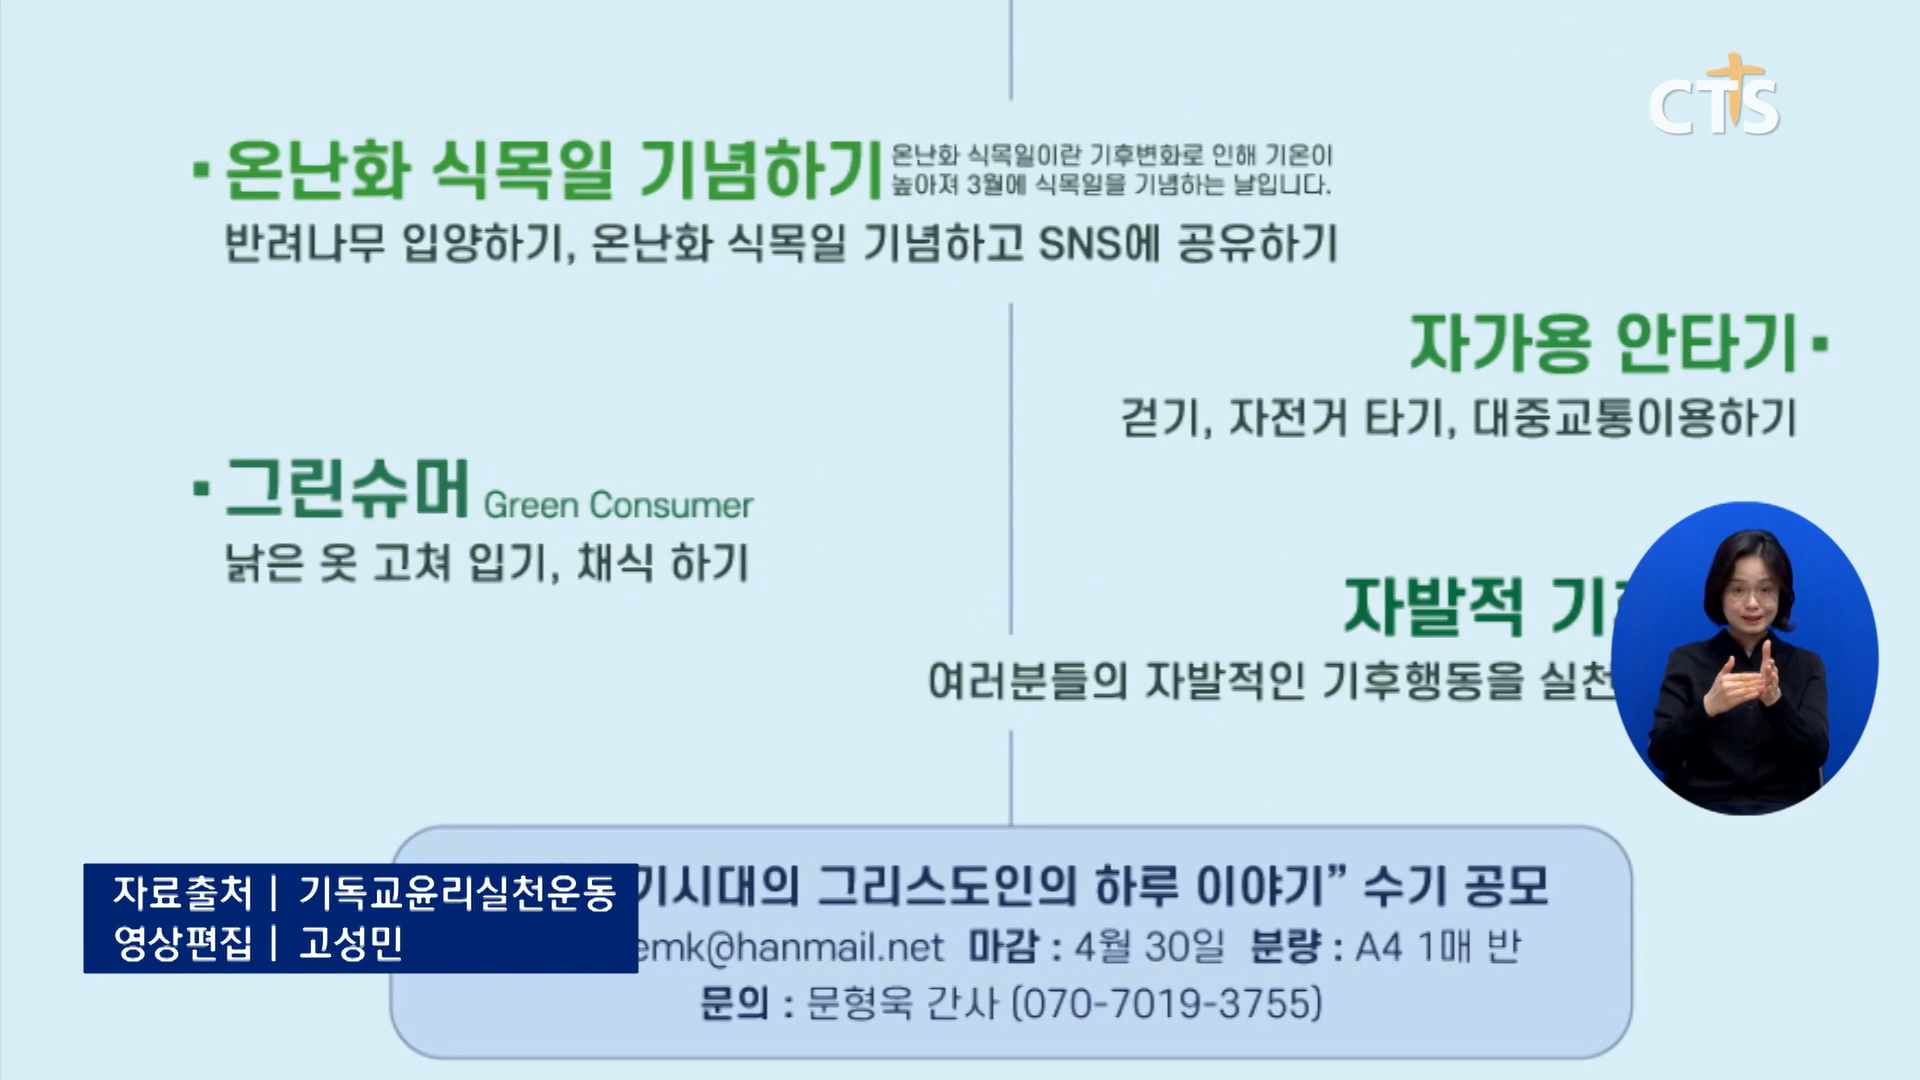 CTS
온난화 식목일 기념하기
온난화 식목일이란 기후변화로 인해 기온이
높아져 3월에 식목일을 기념하는 날입니다.
반려나무 입양하기, 온난화 식목일 기념하고 SNS에 공유하기
자가용 안타기
걷기, 자전거 타기, 대중교통이용하기
그린슈머 Green Consumer
낡은 옷 고쳐 입기, 채식 하기
자발적
여러분들의 자발적인 기후행동을 실천
기시대의 그리스도인의 하루 이야기” 수기 공모
emk@hanmail.net 마감 : 4월 30일 분량 : A4 1매 반
문의 : 문형욱 간사 (070-7019-3755)
자료출처 | 기독교윤리실천운동
영상편집 | 고성민